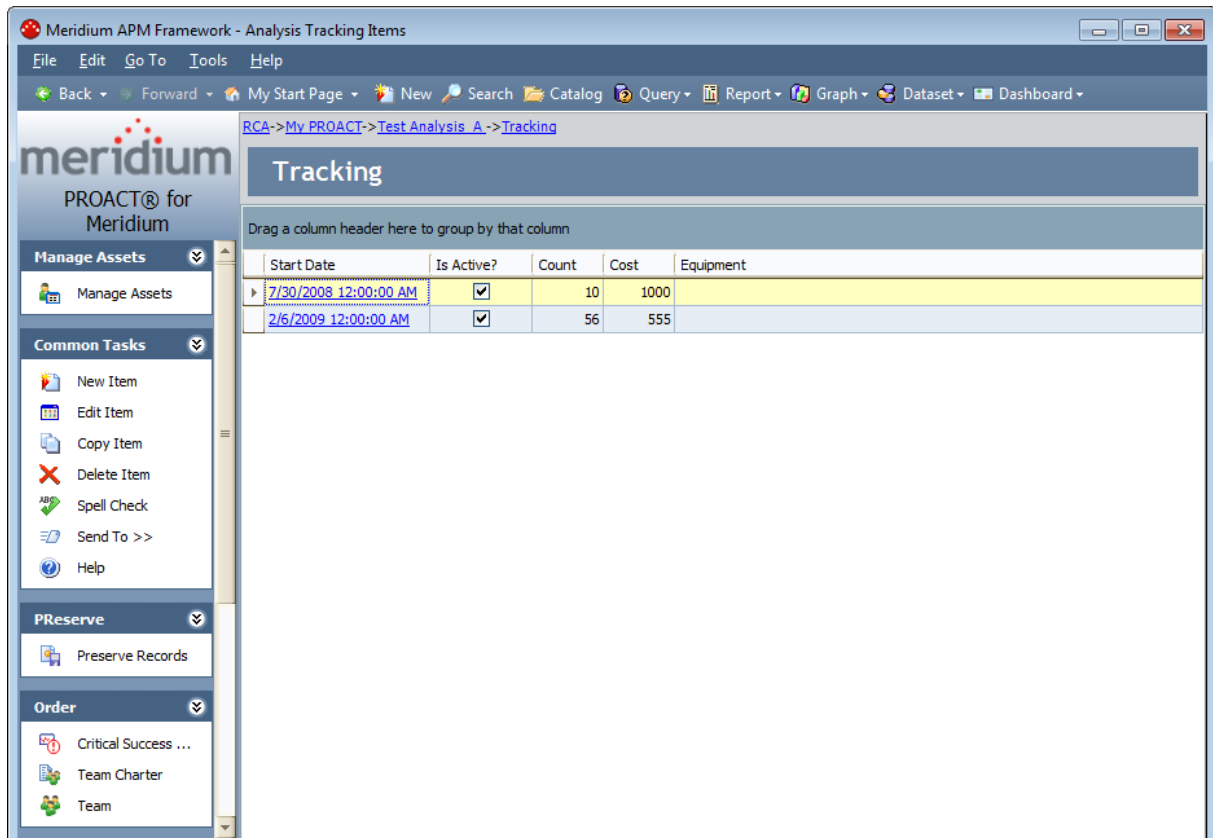 Meridium APM Framework - Analysis Tracking Items
File Edit Go To Tools Help
Back Forward My Start Page New Search Catalog Query Report Graph Dataset Dashboard
RCA->My PROACT->Test Analysis A ->Tracking
meridium
PROACT® for
Meridium
Tracking
Drag a column header here to group by that column
Start Date Is Active? Count Cost Equipment
7/30/2008 12:00:00 AM 10 1000
2/6/2009 12:00:00 AM 56 555
Manage Assets
Manage Assets
Common Tasks
New Item
Edit Item
Copy Item
Delete Item
ABC
Spell Check
Send To >>
Help
PReserve
Preserve Records
Order
Critical Success ...
Team Charter
Team